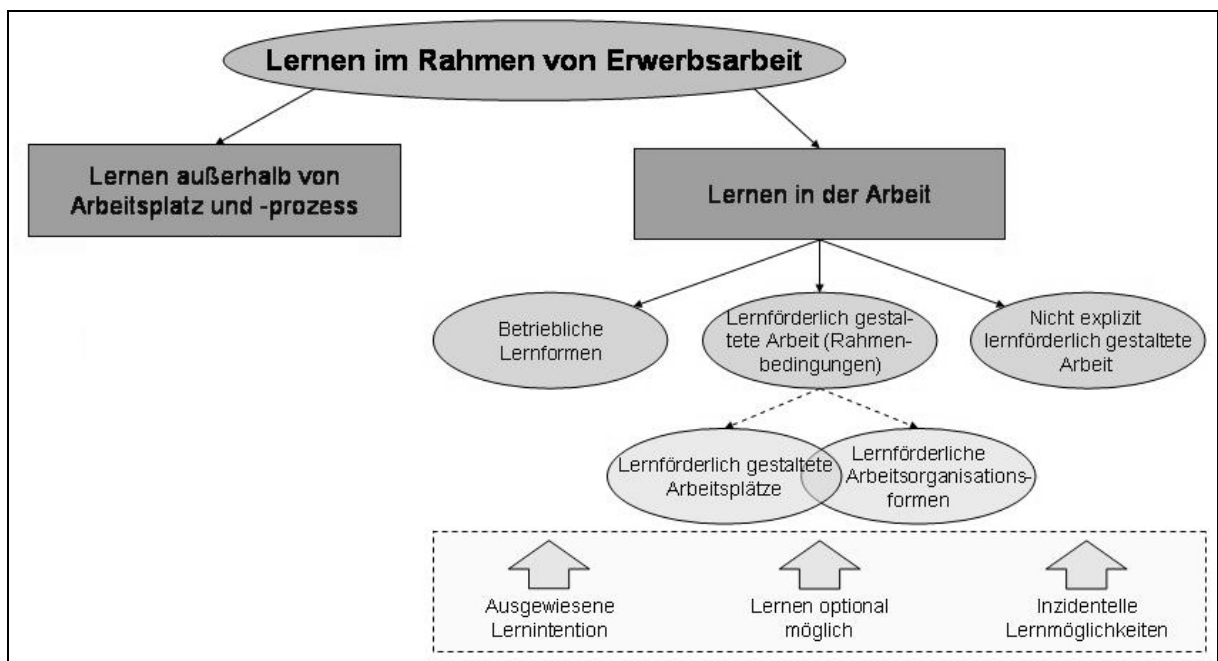 Lernen im Rahmen von Erwerbsarbeit
Lernen außerhalb von
Arbeitsplatz und -prozess
Lernen in der Arbeit
Betriebliche
Lernformen
Lernförderlich gestal-
tete Arbeit (Rahmen-
bedingungen)
Nicht explizit
lernförderlich gestaltete
Arbeit
Lernförderlich gestaltete
Arbeitsplätze
Lernförderliche
Arbeitsorganisations-
formen
Ausgewiesene
Lernintention
Lernen optional
möglich
Inzidentelle
Lernmöglichkeiten